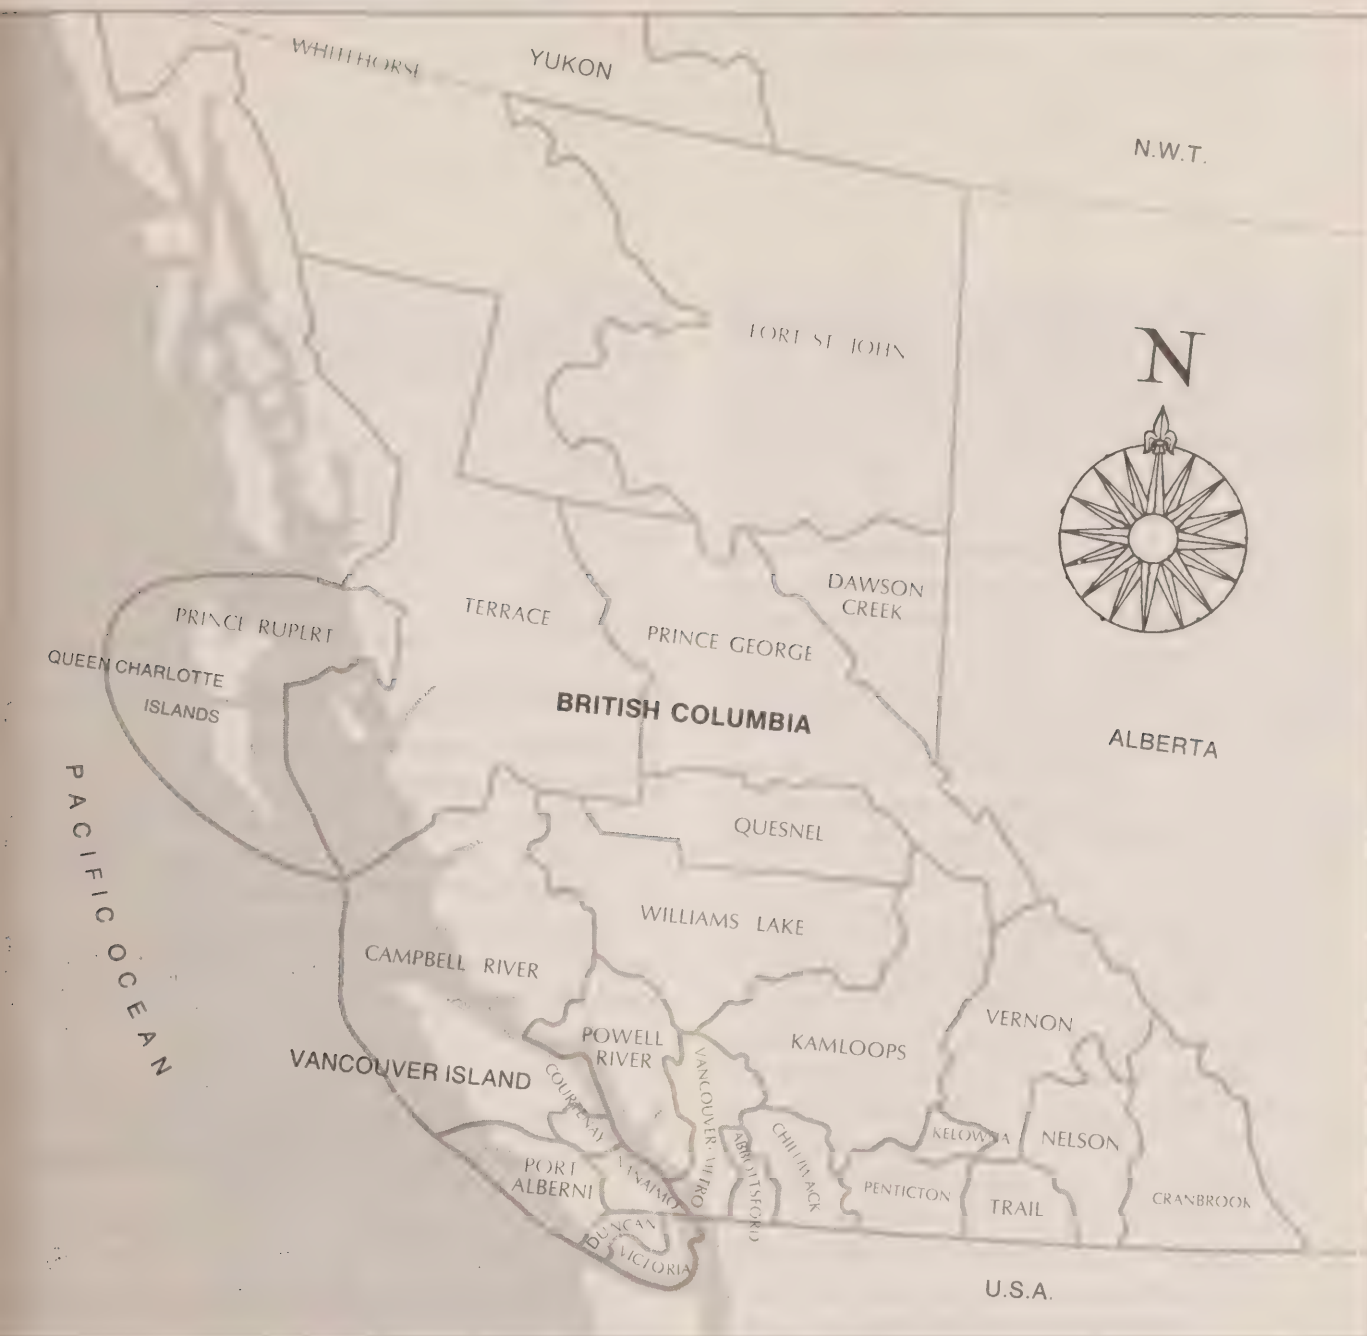 WHITEHORSE
YUKON
N.W.T.
FORT ST JOHN
N
DAWSON
CREEK
TERRACE
PRINCE RUPERT
PRINCE GEORGE
QUEEN CHARLOTTE
ISLANDS
BRITISH COLUMBIA
ALBERTA
PACIFIC OCEAN
QUESNEL
WILLIAMS LAKE
CAMPBELL RIVER
VERNON
POWELL
RIVER
KAMLOOPS
VANCOUVER ISLAND
COURTENAY
VANCOUVER-METRO
ABBOTSFORD
CHILLIWACK
KELOWNA
NELSON
PORT
ALBERNI
NANAIMO
PENTICTON
TRAIL
CRANBROOK
DUNCAN
VICTORIA
U.S.A.